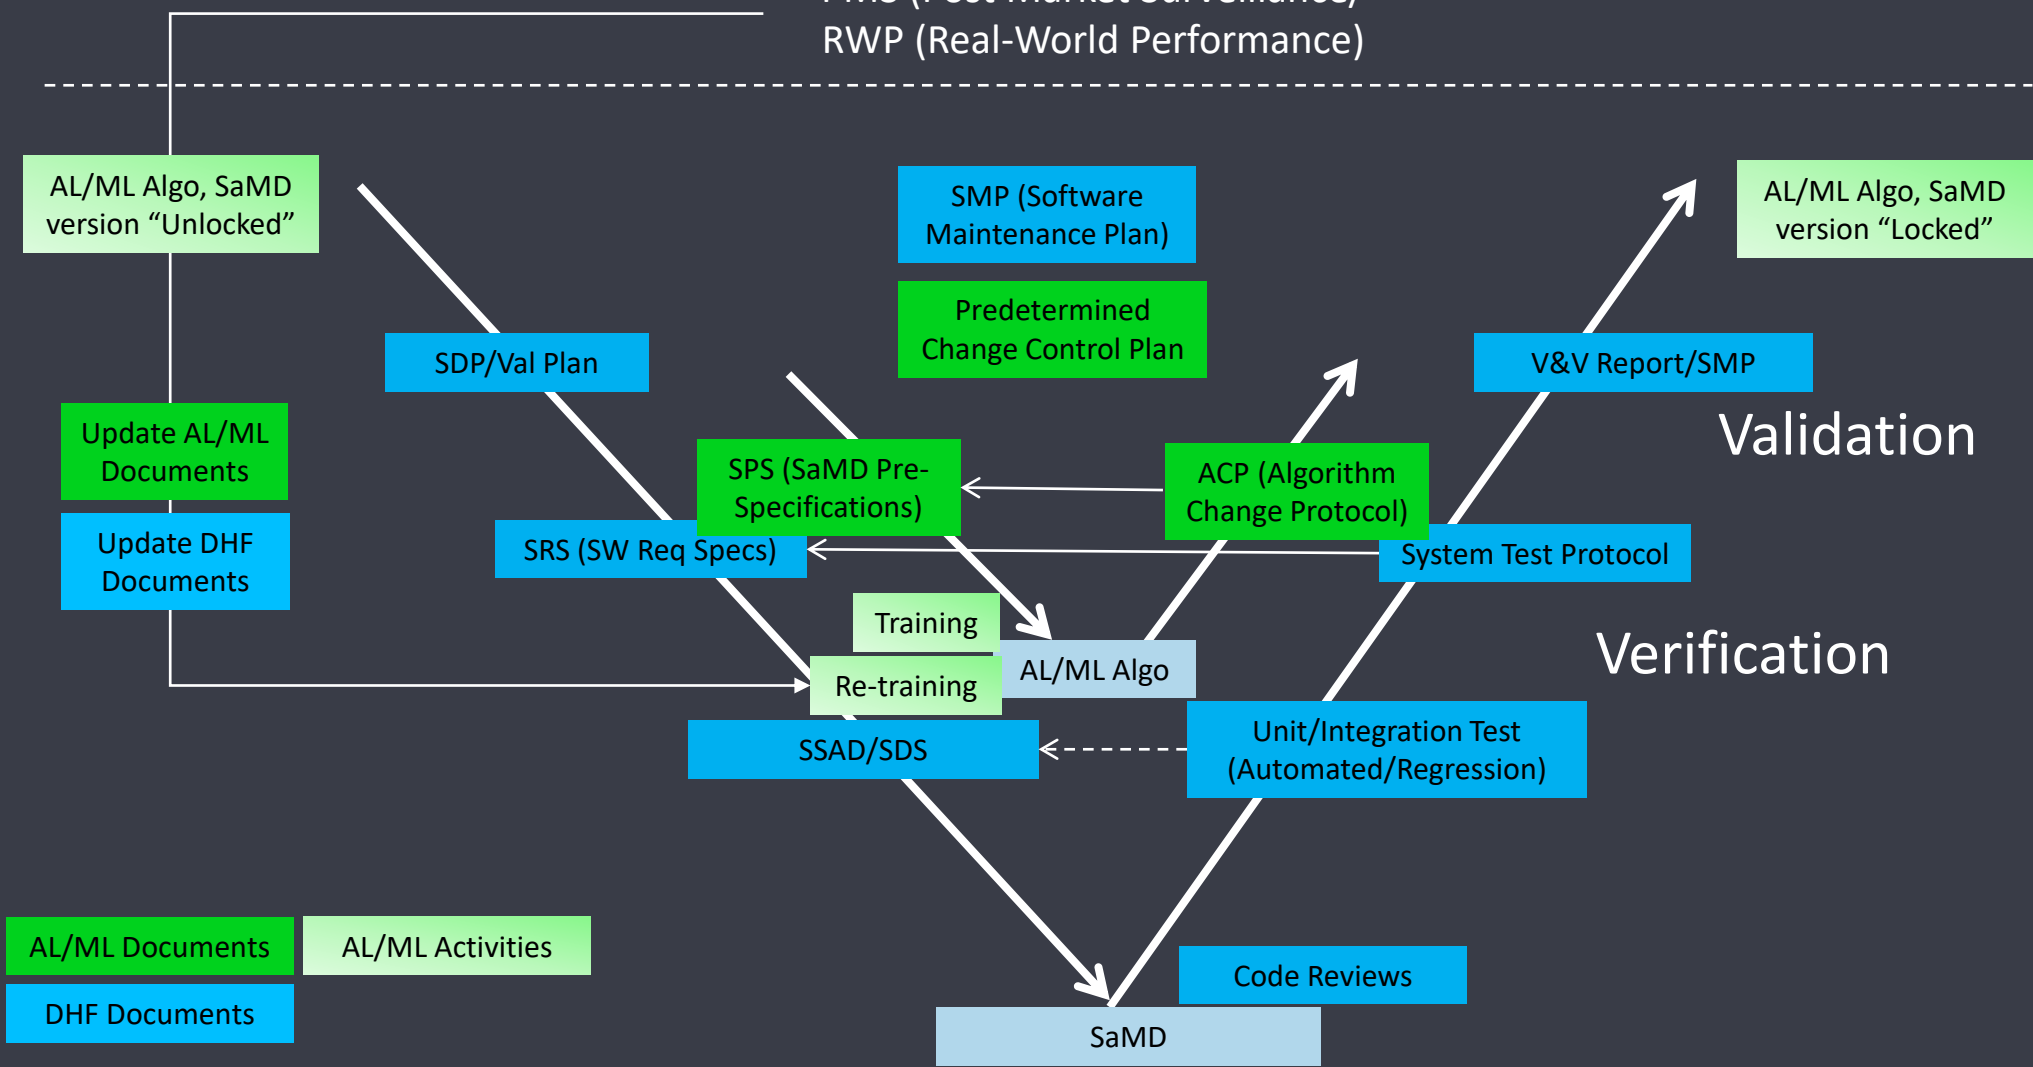 PMS (Post-Market Surveillance)
RWP (Real-World Performance)
AL/ML Algo, SaMD
version “Unlocked”
SMP (Software
Maintenance Plan)
AL/ML Algo, SaMD
version “Locked”
Predetermined
Change Control Plan
SDP/Val Plan
V&V Report/SMP
Validation
Update AL/ML
Documents
SPS (SaMD Pre-
Specifications)
ACP (Algorithm
Change Protocol)
Update DHF
Documents
SRS (SW Req Specs)
System Test Protocol
Training
Verification
AL/ML Algo
Re-training
SSAD/SDS
Unit/Integration Test
(Automated/Regression)
AL/ML Documents
AL/ML Activities
Code Reviews
DHF Documents
SaMD